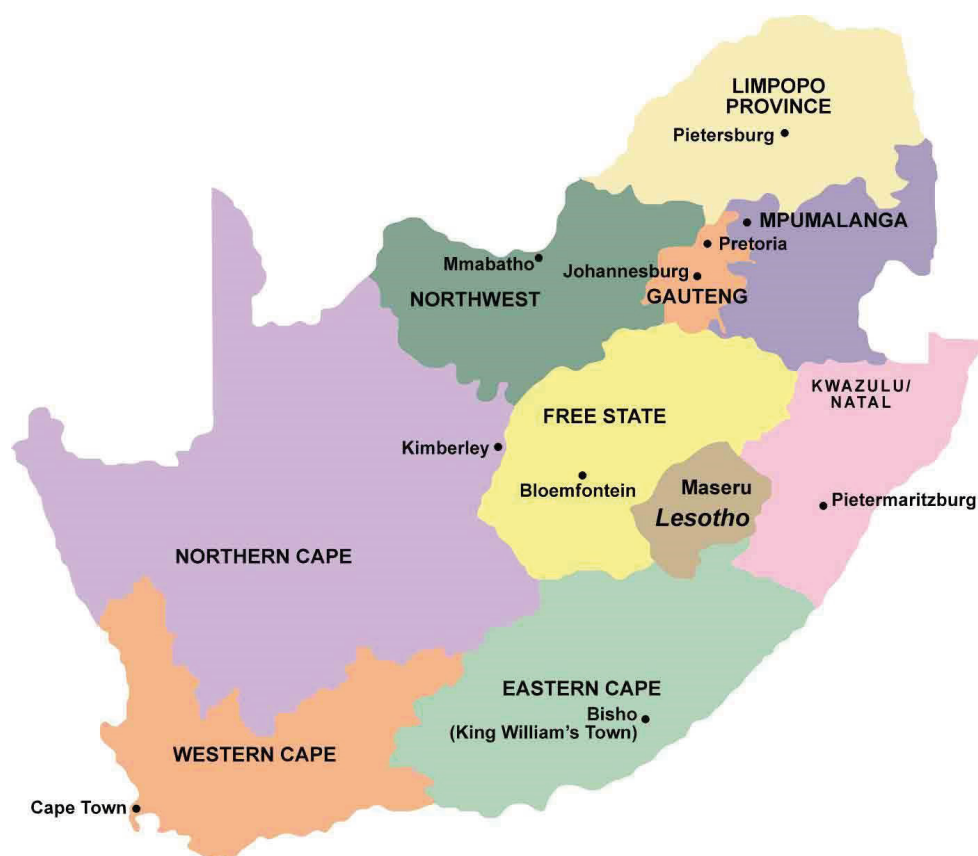 LIMPOPO
PROVINCE
Pietersburg
MPUMALANGA
Pretoria
Mmabatho
Johannesburg
NORTHWEST
GAUTENG
KWAZULU/
NATAL
FREE STATE
Kimberley
Bloemfontein
Maseru
Lesotho
Pietermaritzburg
NORTHERN CAPE
EASTERN CAPE
Bisho
(King William's Town)
WESTERN CAPE
Cape Town